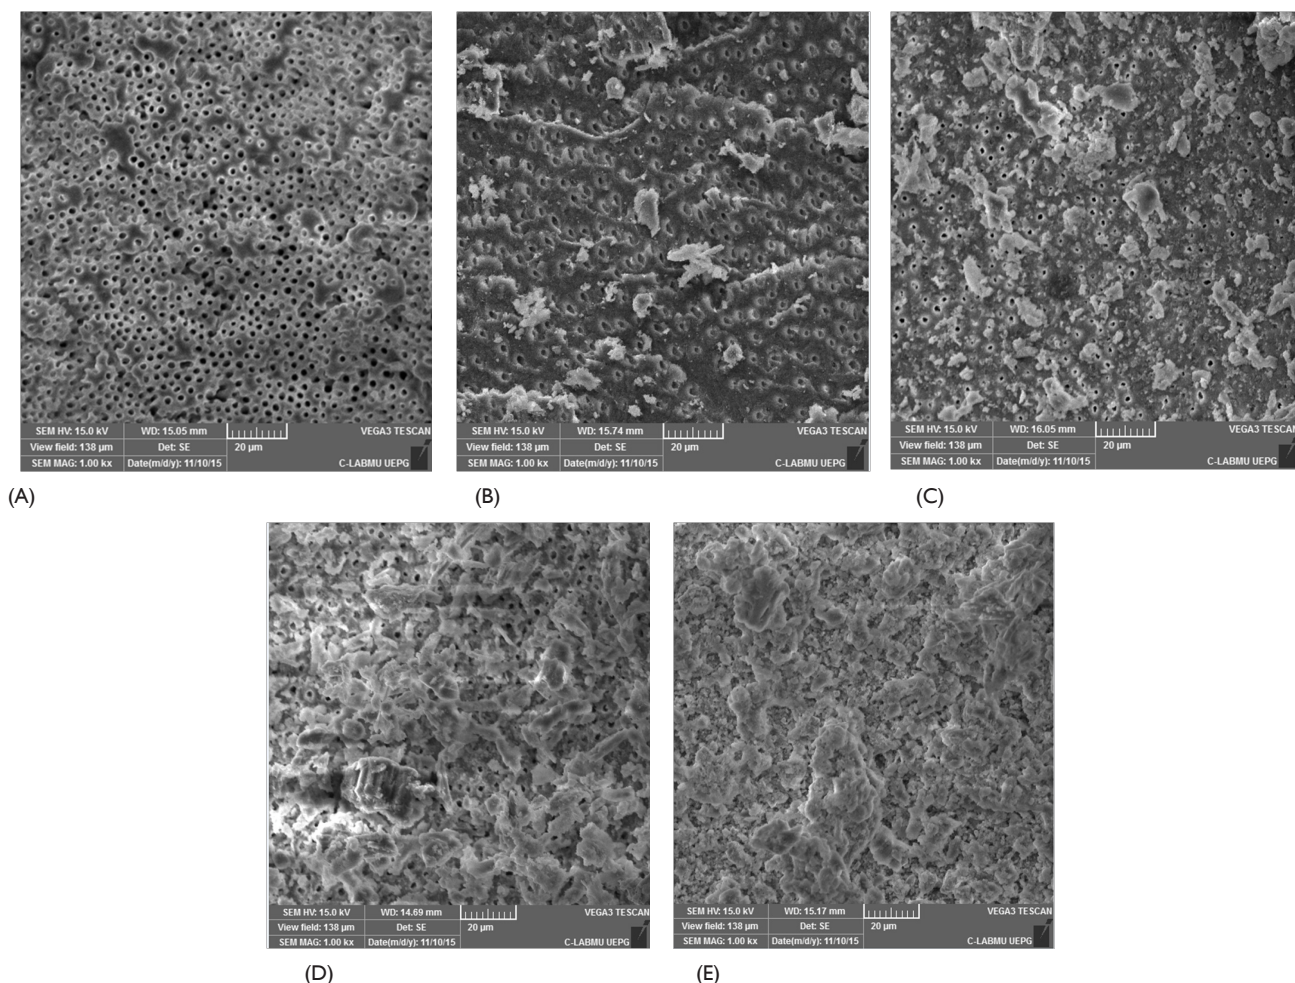 SEM HV: 15.0 kV WD: 15.05 mm VEGA3 TESCAN
View field: 138 µm Det: SE 20 µm
SEM MAG: 1.00 kx Date(m/d/y): 11/10/15 C-LABMU UEPG
(A)
SEM HV: 15.0 kV WD: 15.74 mm VEGA3 TESCAN
View field: 138 µm Det: SE 20 µm
SEM MAG: 1.00 kx Date(m/d/y): 11/10/15 C-LABMU UEPG
(B)
SEM HV: 15.0 kV WD: 16.05 mm VEGA3 TESCAN
View field: 138 µm Det: SE 20 µm
SEM MAG: 1.00 kx Date(m/d/y): 11/10/15 C-LABMU UEPG
(C)
SEM HV: 15.0 kV WD: 14.69 mm VEGA3 TESCAN
View field: 138 µm Det: SE 20 µm
SEM MAG: 1.00 kx Date(m/d/y): 11/10/15 C-LABMU UEPG
(D)
SEM HV: 15.0 kV WD: 15.17 mm VEGA3 TESCAN
View field: 138 µm Det: SE 20 µm
SEM MAG: 1.00 kx Date(m/d/y): 11/10/15 C-LABMU UEPG
(E)